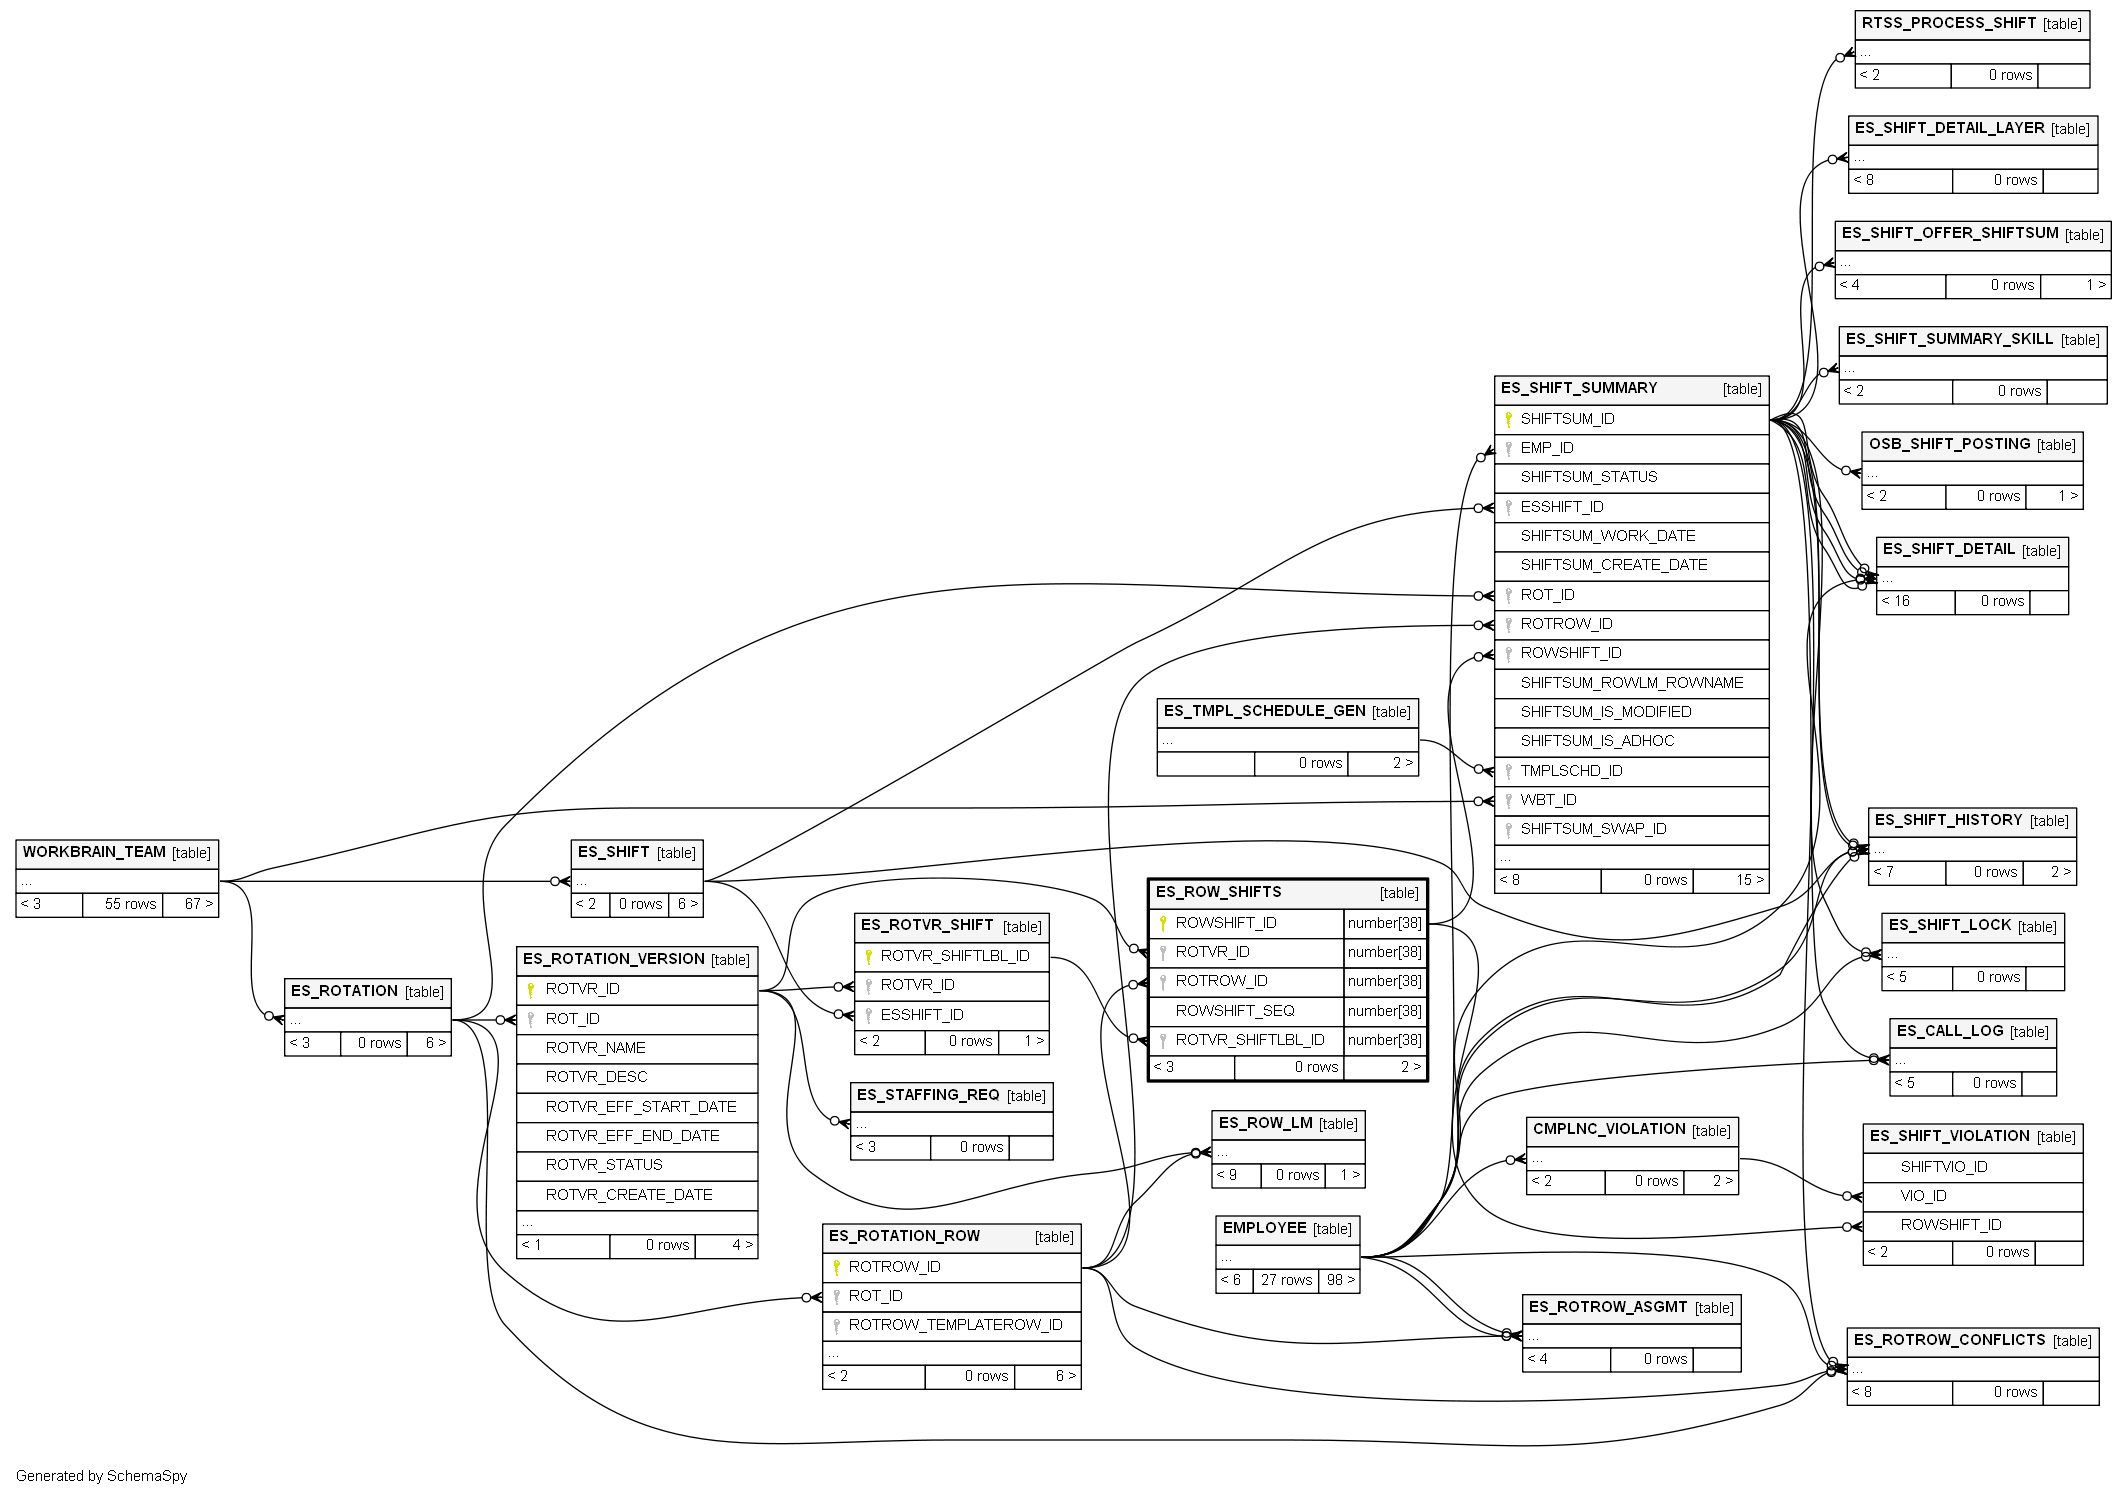 RTSS_PROCESS_SHIFT [table]
...
< 2 0 rows
ES_SHIFT_DETAIL_LAYER [table]
...
< 8 0 rows
ES_SHIFT_OFFER_SHIFTSUM [table]
...
< 4 0 rows 1 >
ES_SHIFT_SUMMARY_SKILL [table]
...
< 2 0 rows
OSB_SHIFT_POSTING [table]
...
< 2 0 rows 1 >
ES_SHIFT_DETAIL [table]
...
< 16 0 rows
ES_SHIFT_SUMMARY [table]
SHIFTSUM_ID
EMP_ID
SHIFTSUM_STATUS
ESSHIFT_ID
SHIFTSUM_WORK_DATE
SHIFTSUM_CREATE_DATE
ROT_ID
ROTROW_ID
ROWSHIFT_ID
SHIFTSUM_ROWLM_ROWNAME
SHIFTSUM_IS_MODIFIED
SHIFTSUM_IS_ADHOC
TMPLSCHD_ID
WBT_ID
SHIFTSUM_SWAP_ID
...
< 8 0 rows 15 >
ES_TMPL_SCHEDULE_GEN [table]
...
0 rows 2 >
WORKBRAIN_TEAM [table]
...
< 3 55 rows 67 >
ES_SHIFT [table]
...
< 2 0 rows 6 >
ES_ROTATION [table]
...
< 3 0 rows 6 >
ES_ROTATION_VERSION [table]
ROTVR_ID
ROT_ID
ROTVR_NAME
ROTVR_DESC
ROTVR_EFF_START_DATE
ROTVR_EFF_END_DATE
ROTVR_STATUS
ROTVR_CREATE_DATE
...
< 1 0 rows 4 >
ES_ROTVR_SHIFT [table]
ROTVR_SHIFTLBL_ID
ROTVR_ID
ESSHIFT_ID
< 2 0 rows 1 >
ES_STAFFING_REQ [table]
...
< 3 0 rows
ES_ROTATION_ROW [table]
ROTROW_ID
ROT_ID
ROTROW_TEMPLATEROW_ID
...
< 2 0 rows 6 >
ES_ROW_SHIFTS [table]
ROWSHIFT_ID number[38]
ROTVR_ID number[38]
ROTROW_ID number[38]
ROWSHIFT_SEQ number[38]
ROTVR_SHIFTLBL_ID number[38]
< 3 0 rows 2 >
ES_ROW_LM [table]
...
< 9 0 rows 1 >
EMPLOYEE [table]
...
< 6 27 rows 98 >
CMPLNC_VIOLATION [table]
...
< 2 0 rows 2 >
ES_ROTROW_ASGMT [table]
...
< 4 0 rows
ES_SHIFT_HISTORY [table]
...
< 7 0 rows 2 >
ES_SHIFT_LOCK [table]
...
< 5 0 rows
ES_CALL_LOG [table]
...
< 5 0 rows
ES_SHIFT_VIOLATION [table]
SHIFTVIO_ID
VIO_ID
ROWSHIFT_ID
< 2 0 rows
ES_ROTROW_CONFLICTS [table]
...
< 8 0 rows
Generated by SchemaSpy